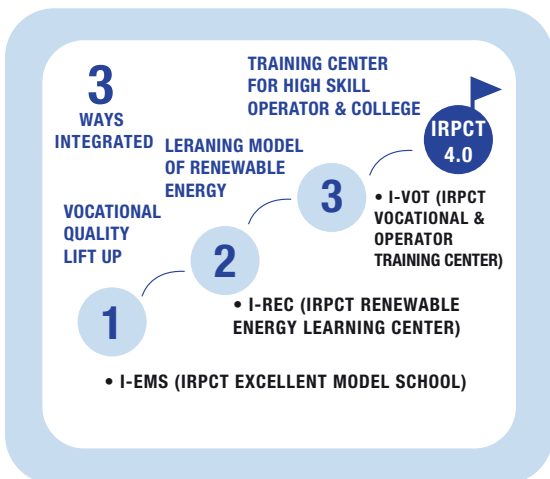 3
WAYS
INTEGRATED
TRAINING CENTER
FOR HIGH SKILL
OPERATOR & COLLEGE
IRPCT
4.0
LERANING MODEL
OF RENEWABLE
ENERGY
3
• I-VOT (IRPCT
VOCATIONAL &
OPERATOR
TRAINING CENTER)
VOCATIONAL
QUALITY
LIFT UP
2
• I-REC (IRPCT RENEWABLE
ENERGY LEARNING CENTER)
1
• I-EMS (IRPCT EXCELLENT MODEL SCHOOL)